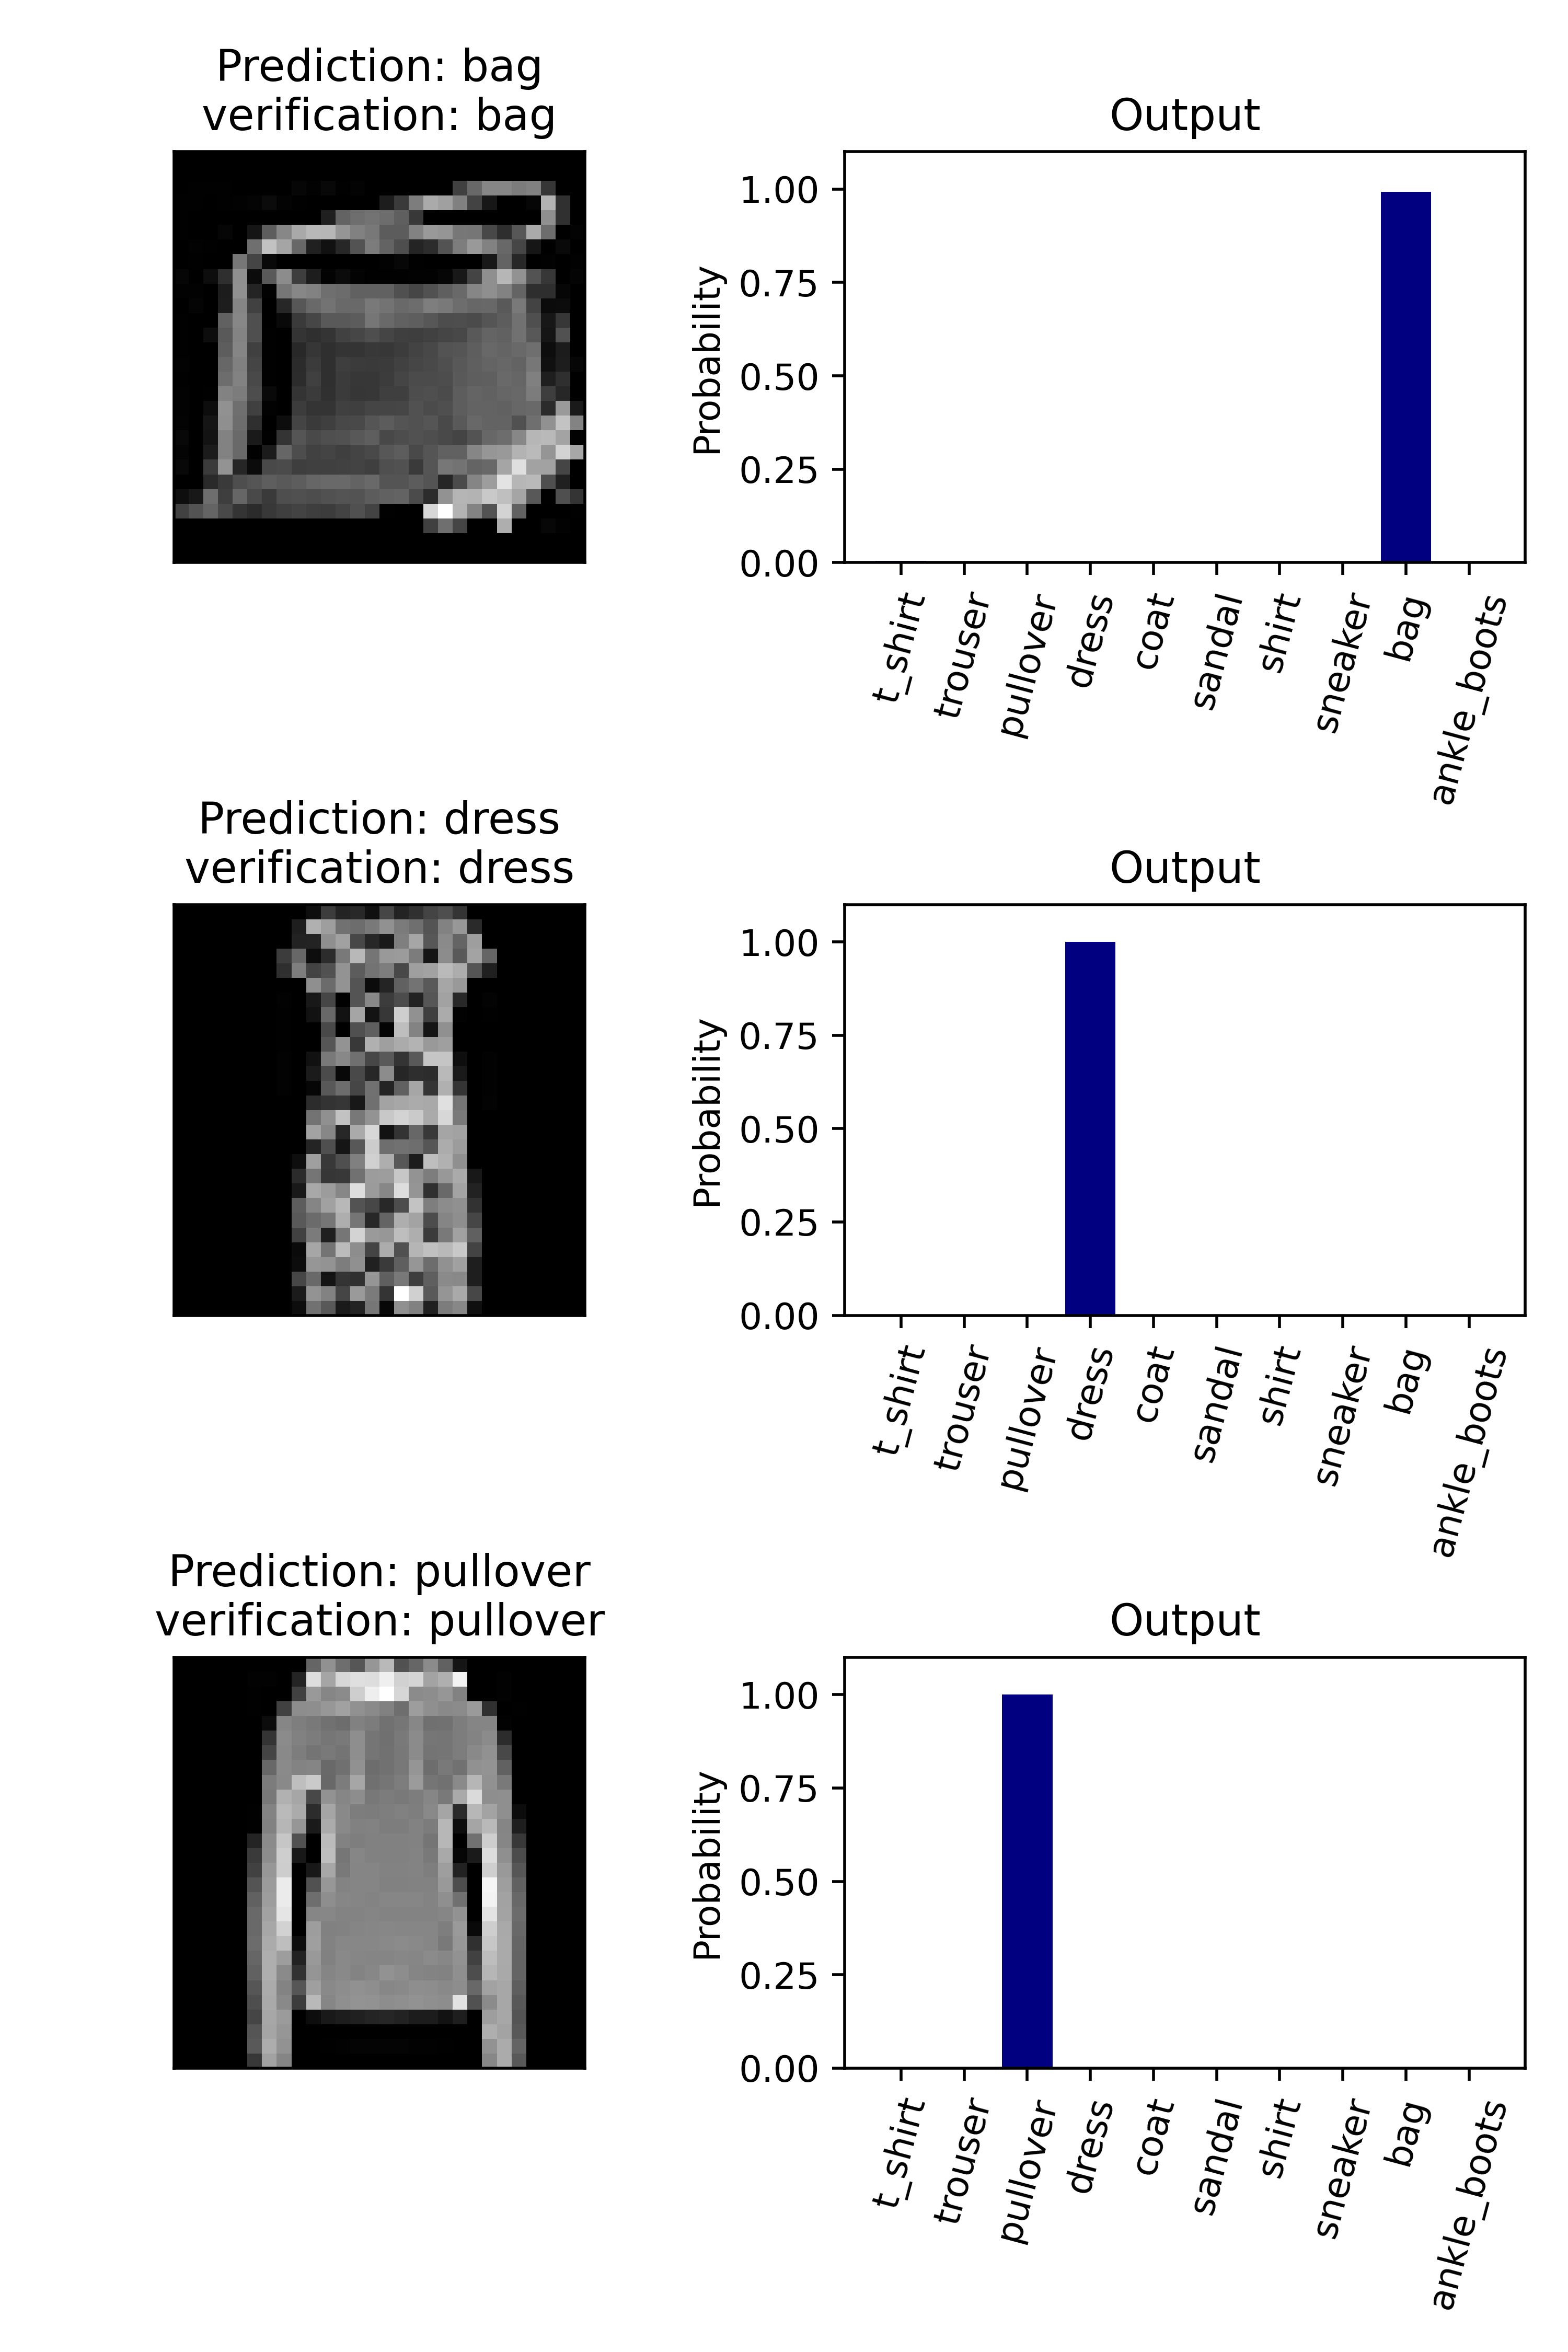 Prediction: bag
verification: bag
Output
Probability
1.00
0.75
0.50
0.25
0.00
t_shirt
trouser
pullover
dress
coat
sandal
shirt
sneaker
bag
ankle_boots
Prediction: dress
verification: dress
Output
Probability
1.00
0.75
0.50
0.25
0.00
t_shirt
trouser
pullover
dress
coat
sandal
shirt
sneaker
bag
ankle_boots
Prediction: pullover
verification: pullover
Output
Probability
1.00
0.75
0.50
0.25
0.00
t_shirt
trouser
pullover
dress
coat
sandal
shirt
sneaker
bag
ankle_boots